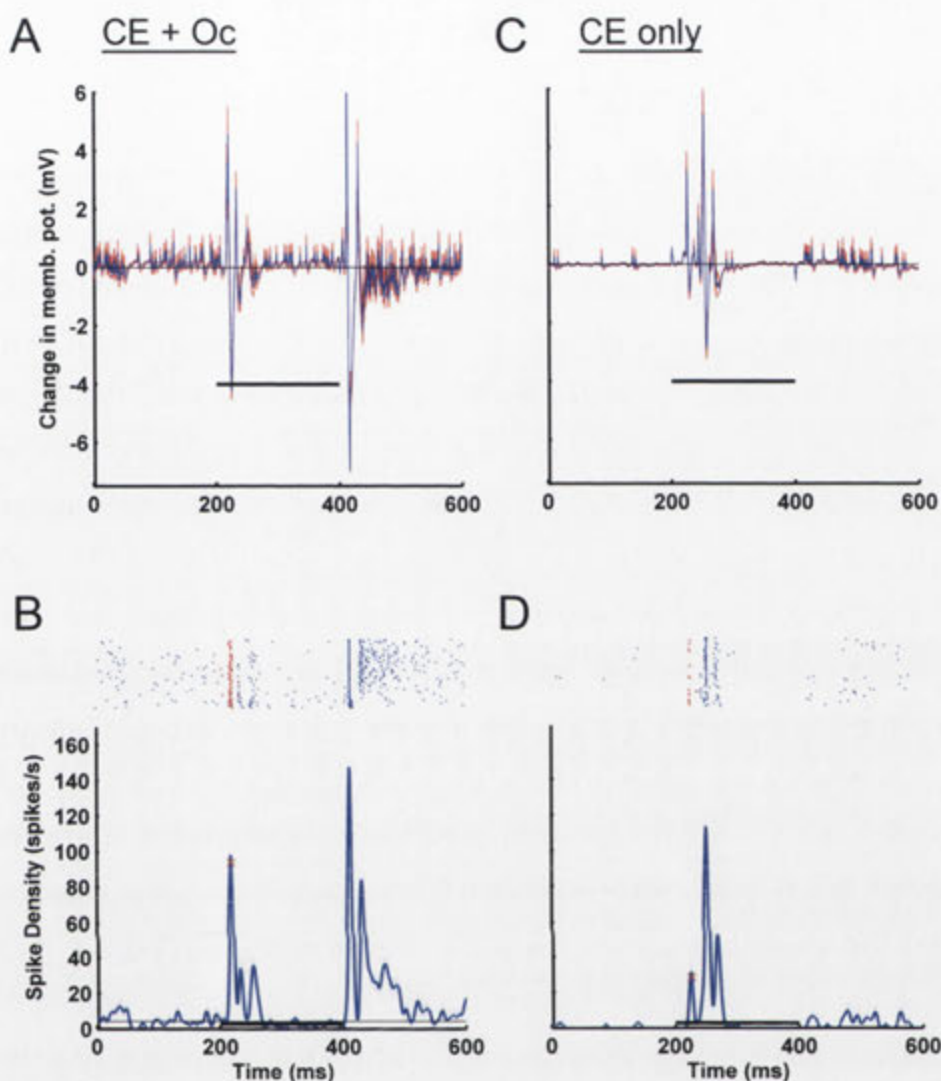 A CE + Oc
C CE only
Change in memb. pot. (mV)
6
4
2
0
-2
-4
-6
0 200 400 600
0 200 400 600
B
D
Spike Density (spikes/s)
160
140
120
100
80
60
40
20
0
0 200 400 600
Time (ms)
0 200 400 600
Time (ms)